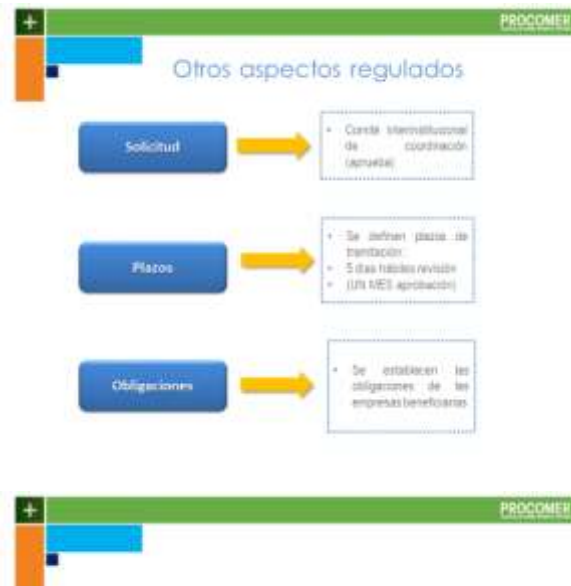 PROCOMER
Otros aspectos regulados
Solicitud
• Comité interinstitucional
de coordinación
(aprueba)
Plazos
• Se definen plazos de
tramitación:
• 5 días hábiles revisión
• (UN MES aprobación)
Obligaciones
• Se establecen las
obligaciones de las
empresas beneficiarias
PROCOMER